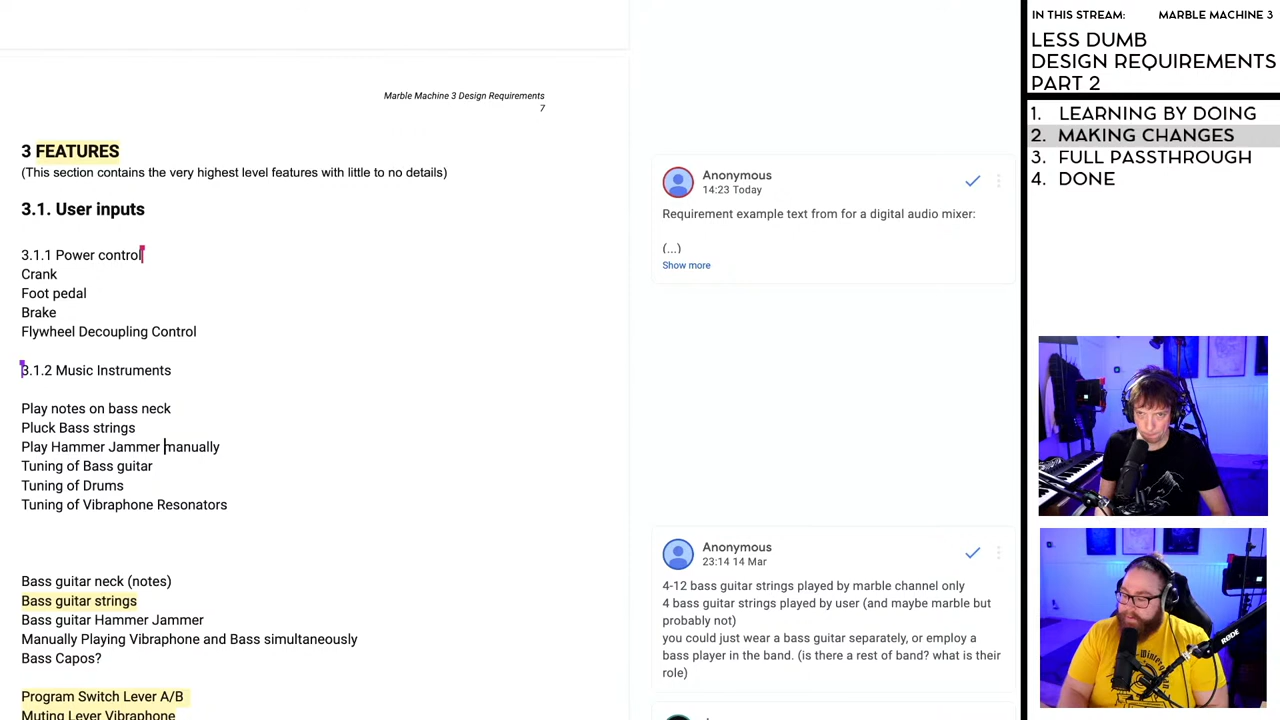 Marble Machine 3 Design Requirements
7
3 FEATURES
(This section contains the very highest level features with little to no details)
3.1. User inputs
3.1.1 Power control
Crank
Foot pedal
Brake
Flywheel Decoupling Control
3.1.2 Music Instruments
Play notes on bass neck
Pluck Bass strings
Play Hammer Jammer manually
Tuning of Bass guitar
Tuning of Drums
Tuning of Vibraphone Resonators
Bass guitar neck (notes)
Bass guitar strings
Bass guitar Hammer Jammer
Manually Playing Vibraphone and Bass simultaneously
Bass Capos?
Program Switch Lever A/B
Muting Lever Vibraphone
Anonymous
14:23 Today
Requirement example text from for a digital audio mixer:
(...)
Show more
Anonymous
23:14 14 Mar
4-12 bass guitar strings played by marble channel only
4 bass guitar strings played by user (and maybe marble but
probably not)
you could just wear a bass guitar separately, or employ a
bass player in the band. (is there a rest of band? what is their
role)
IN THIS STREAM: MARBLE MACHINE 3
LESS DUMB
DESIGN REQUIREMENTS
PART 2
1. LEARNING BY DOING
2. MAKING CHANGES
3. FULL PASSTHROUGH
4. DONE
RØDE